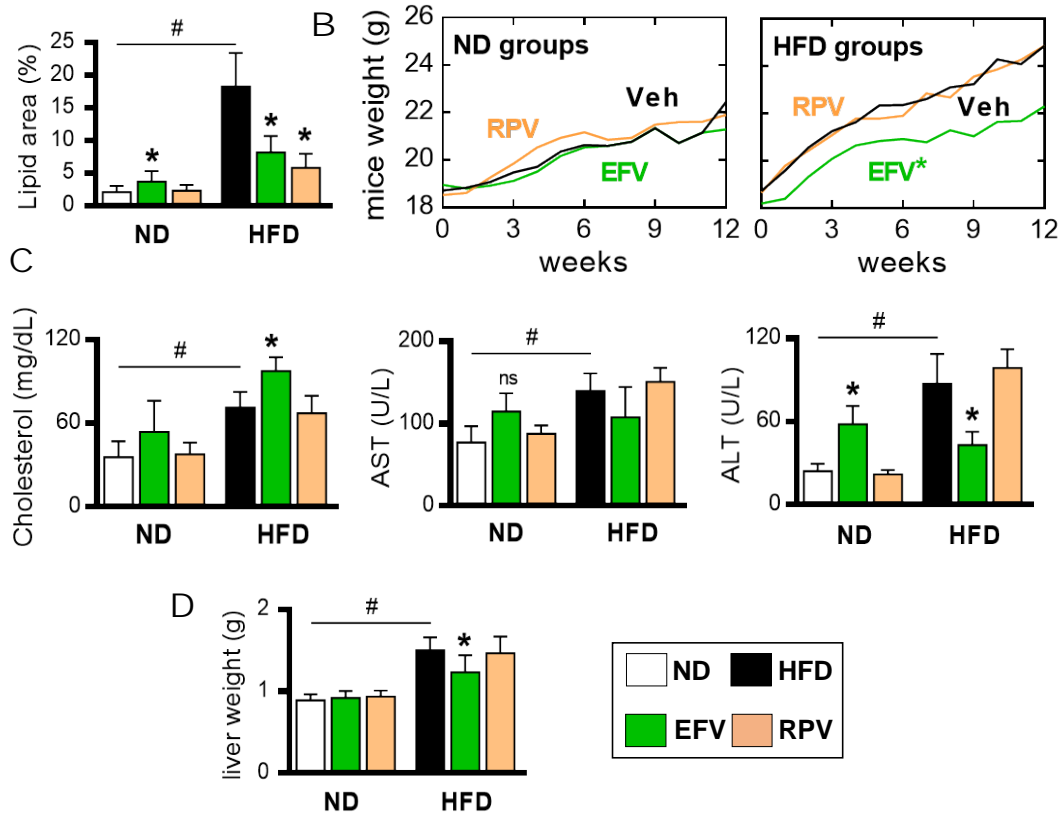 #
25
20
15
10
5
0
Lipid area (%)
*
*
*
ND
HFD
B
mice weight (g)
24
22
20
18
ND groups
Veh
RPV
EFV
0
3
6
9
12
weeks
HFD groups
RPV
Veh
EFV*
0
3
6
9
12
weeks
C
Cholesterol (mg/dL)
120
60
0
#
*
ND
HFD
AST (U/L)
200
100
0
#
ns
ND
HFD
ALT (U/L)
120
60
0
#
*
*
ND
HFD
D
liver weight (g)
2
1
0
#
*
ND
HFD
ND
HFD
EFV
RPV